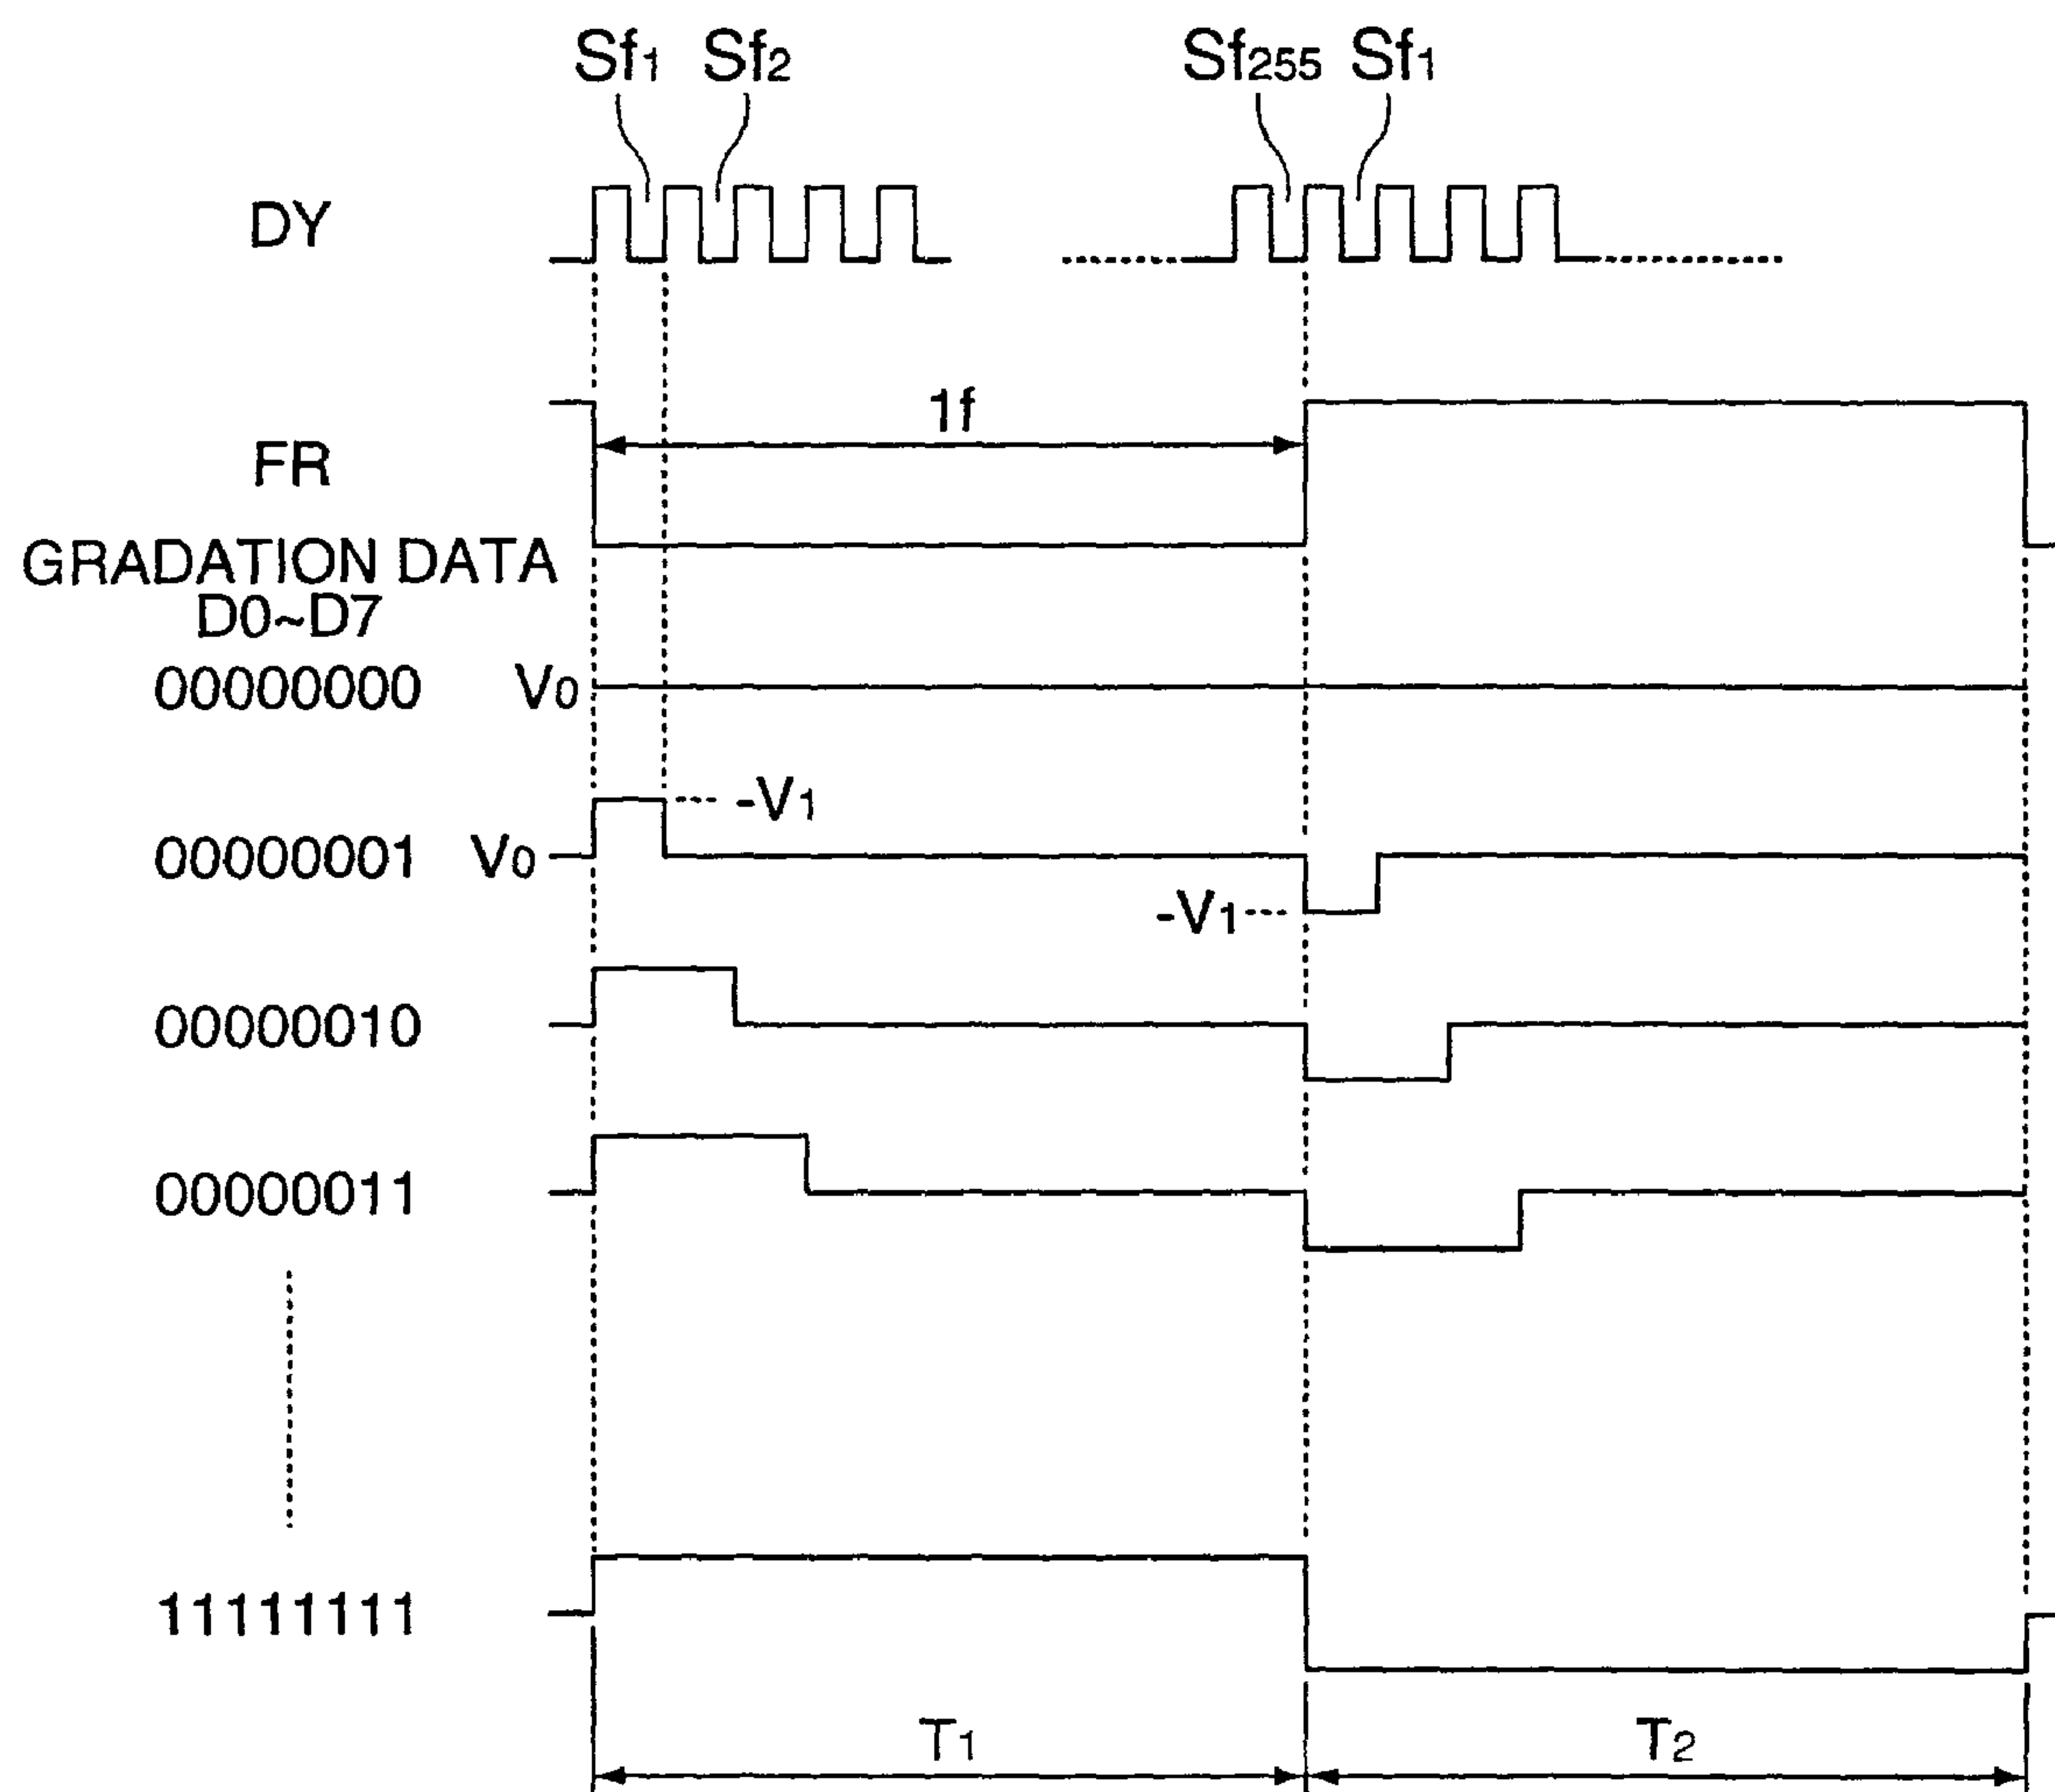 Sf1 Sf2 Sf255 Sf1
DY
1f
FR
GRADATION DATA
D0~D7
00000000 V0
-V1
00000001 V0
-V1
00000010
00000011
11111111
T1 T2